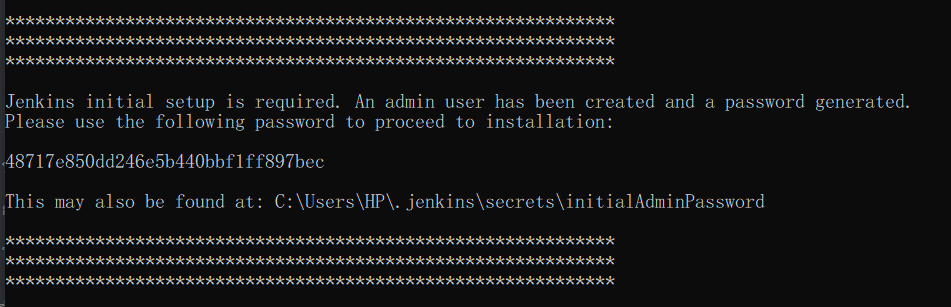 *************************************************************
*************************************************************
*************************************************************
Jenkins initial setup is required. An admin user has been created and a password generated.
Please use the following password to proceed to installation:
48717e850dd246e5b440bbf1ff897bec
This may also be found at: C:\Users\HP\.jenkins\secrets\initialAdminPassword
*************************************************************
*************************************************************
*************************************************************